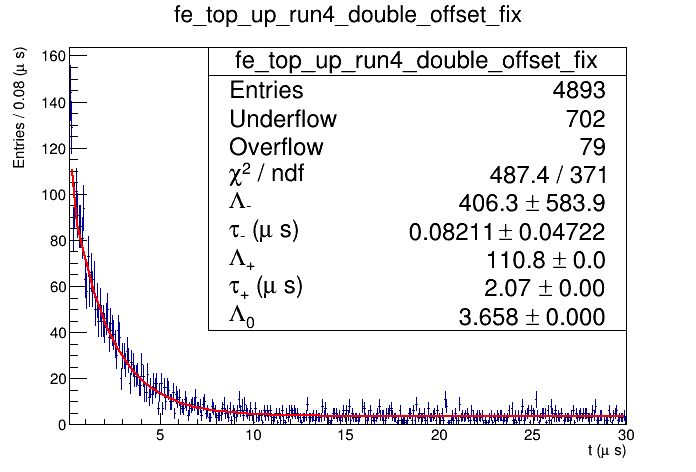 fe_top_up_run4_double_offset_fix
fe_top_up_run4_double_offset_fix
Entries 4893
Underflow 702
Overflow 79
χ² / ndf 487.4 / 371
Λ₋ 406.3 ± 583.9
τ₋ (μ s) 0.08211 ± 0.04722
Λ₊ 110.8 ± 0.0
τ₊ (μ s) 2.07 ± 0.00
Λ₀ 3.658 ± 0.000
Entries / 0.08 (μ s)
160
140
120
100
80
60
40
20
0
5 10 15 20 25 30
t (μ s)